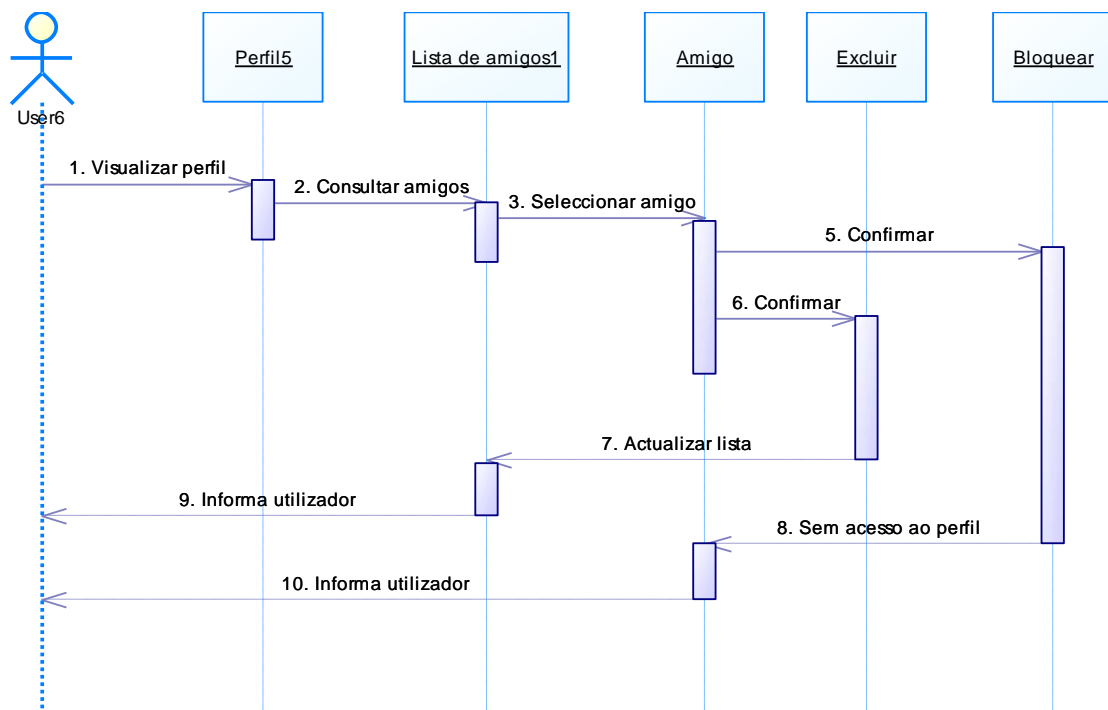 User6
Perfil5
Lista de amigos1
Amigo
Excluir
Bloquear
1. Visualizar perfil
2. Consultar amigos
3. Seleccionar amigo
5. Confirmar
6. Confirmar
7. Actualizar lista
9. Informa utilizador
8. Sem acesso ao perfil
10. Informa utilizador